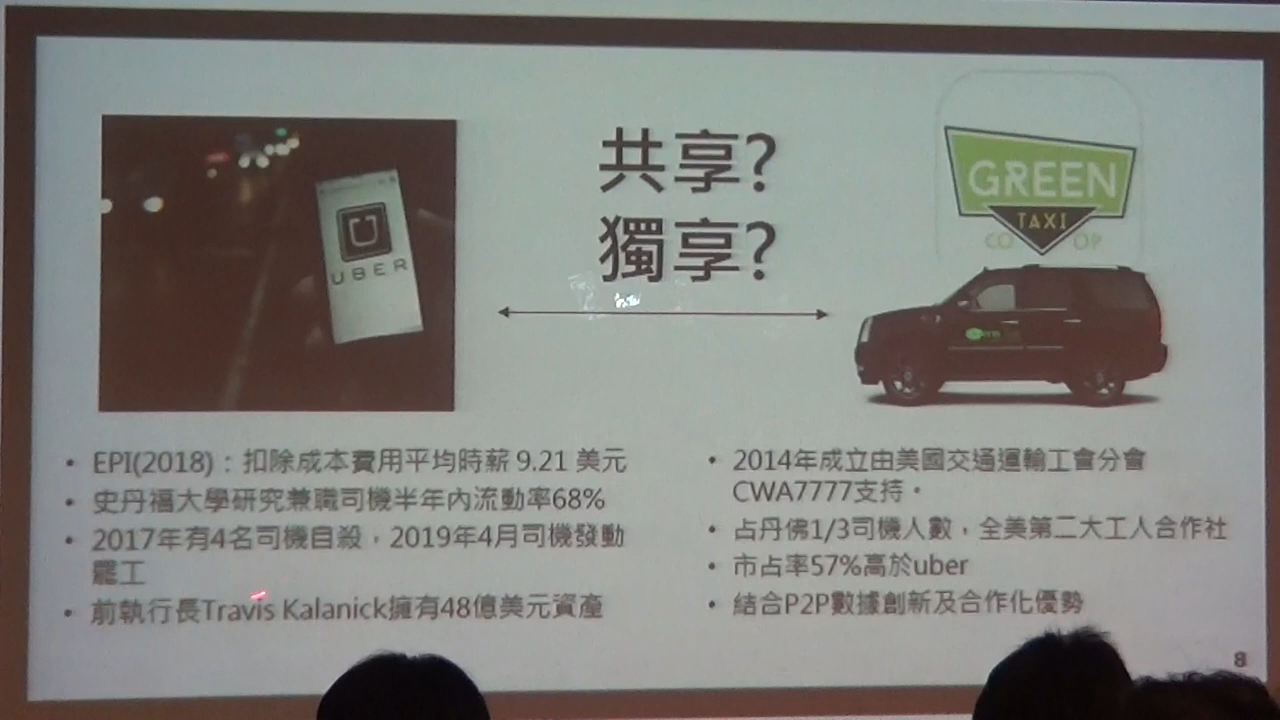 共享?
獨享?
UBER
GREEN
TAXI
CO OP
• EPI(2018)：扣除成本費用平均時薪 9.21 美元
• 史丹福大學研究兼職司機半年內流動率68%
• 2017年有4名司機自殺，2019年4月司機發動
罷工
• 前執行長Travis Kalanick擁有48億美元資產
• 2014年成立由美國交通運輸工會分會
CWA7777支持。
• 占丹佛1/3司機人數，全美第二大工人合作社
• 市占率57%高於uber
• 結合P2P數據創新及合作化優勢
8